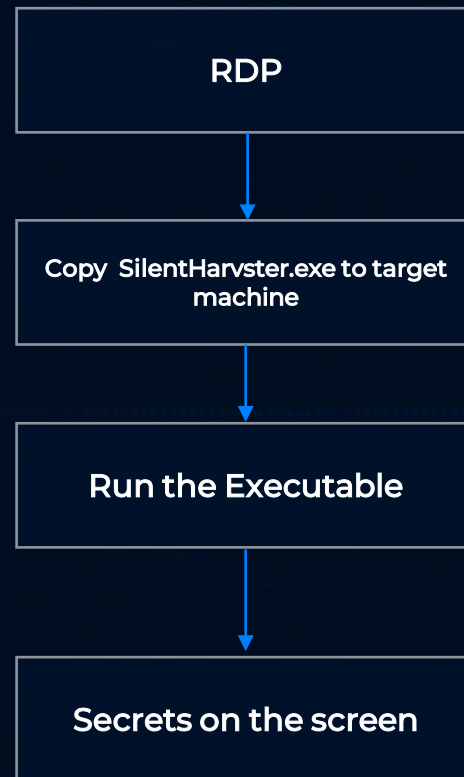 RDP
Copy SilentHarvster.exe to target
machine
Run the Executable
Secrets on the screen